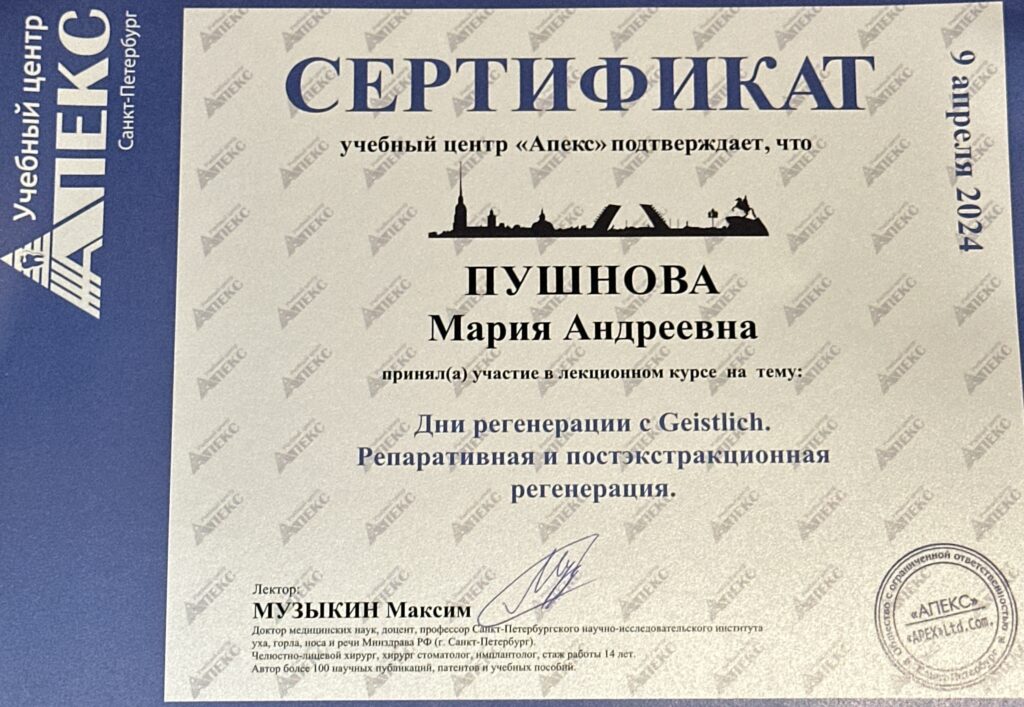 Учебный центр
АПЕКС
Санкт-Петербург
СЕРТИФИКАТ
9 апреля 2024
учебный центр «Апекс» подтверждает, что
ПУШНОВА
Мария Андреевна
принял(а) участие в лекционном курсе на тему:
Дни регенерации с Geistlich.
Репаративная и постэкстракционная
регенерация.
Лектор:
МУЗЫКИН Максим
Доктор медицинских наук, доцент, профессор Санкт-Петербургского научно-исследовательского института
уха, горла, носа и речи Минздрава РФ (г. Санкт-Петербург).
Челюстно-лицевой хирург, хирург стоматолог, имплантолог, стаж работы 14 лет.
Автор более 100 научных публикаций, патентов и учебных пособий.
Общество с ограниченной ответственностью
«АПЕКС»
«APEX» Ltd.Com.